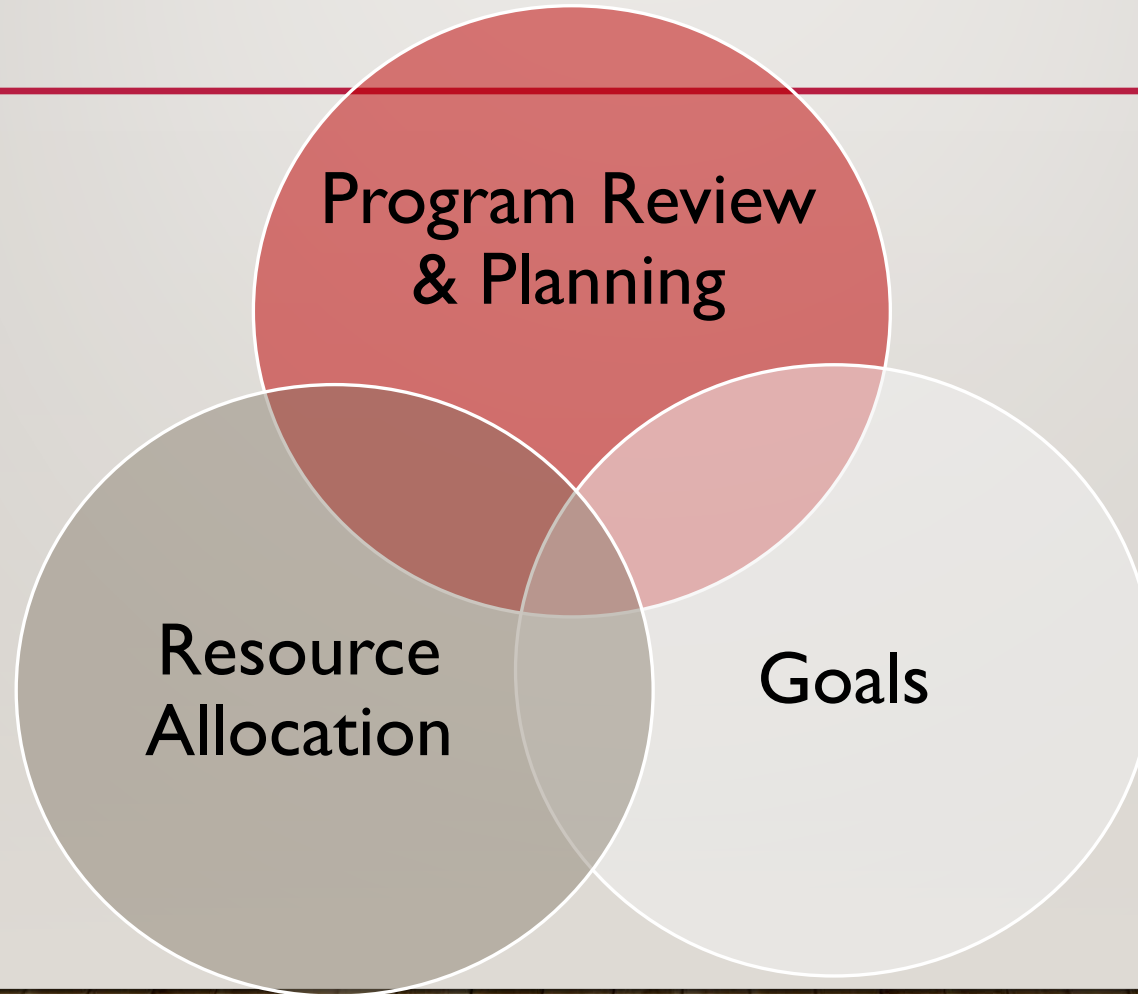 Program Review
& Planning
Resource
Allocation
Goals